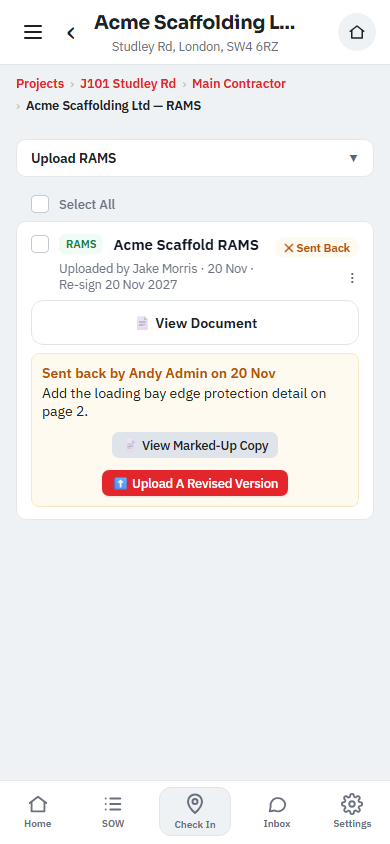 Acme Scaffolding L...
Studley Rd, London, SW4 6RZ
Projects › J101 Studley Rd › Main Contractor
› Acme Scaffolding Ltd — RAMS
Upload RAMS ▼
Select All
RAMS Acme Scaffold RAMS ✕ Sent Back
Uploaded by Jake Morris · 20 Nov ·
Re-sign 20 Nov 2027
View Document
Sent back by Andy Admin on 20 Nov
Add the loading bay edge protection detail on
page 2.
View Marked-Up Copy
Upload A Revised Version
Home SOW Check In Inbox Settings